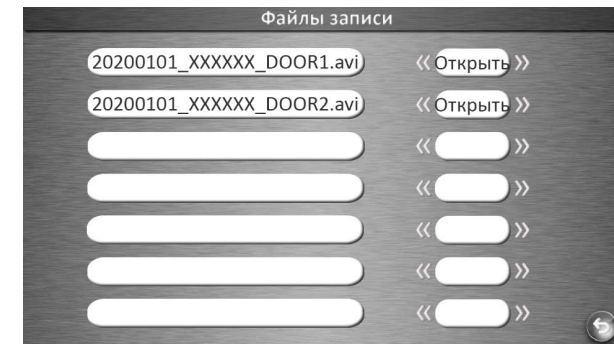 Файлы записи
20200101_XXXXXX_DOOR1.avi « Открыть »
20200101_XXXXXX_DOOR2.avi « Открыть »